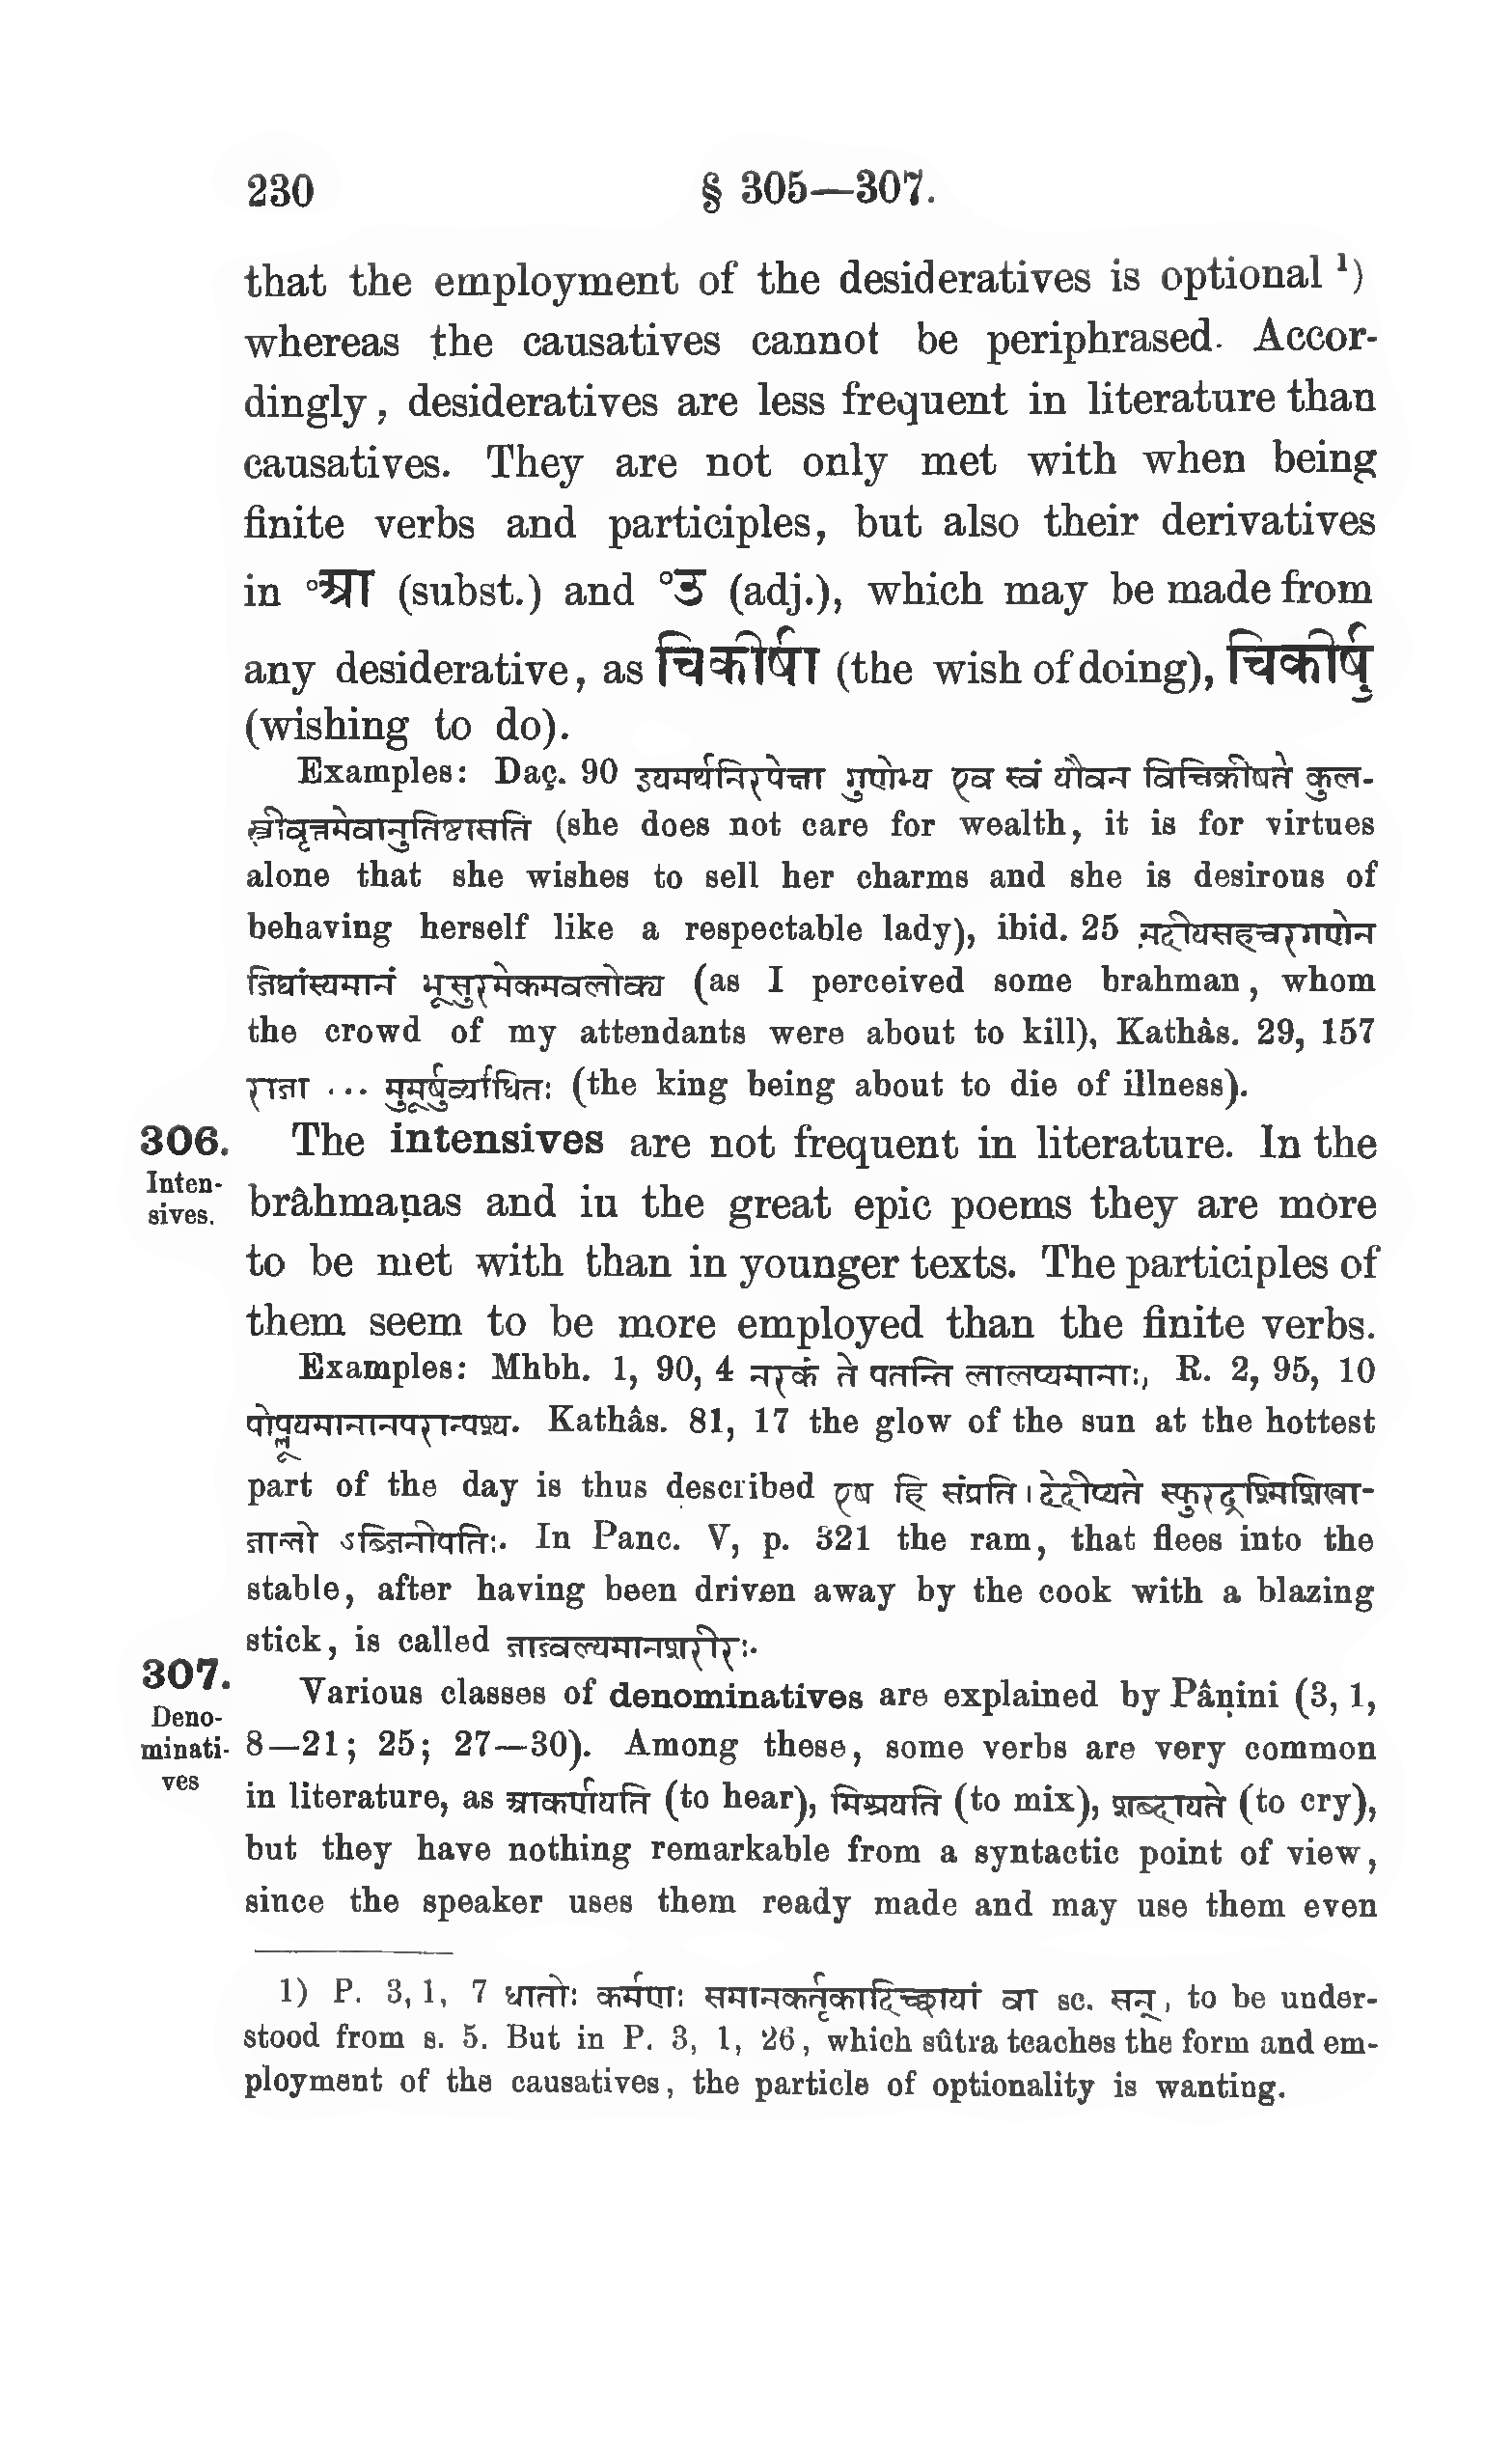 230 § 305—307.
that the employment of the desideratives is optional ¹)
whereas the causatives cannot be periphrased. Accor-
dingly, desideratives are less frequent in literature than
causatives. They are not only met with when being
finite verbs and participles, but also their derivatives
in °आ (subst.) and °उ (adj.), which may be made from
any desiderative, as चिकीर्षा (the wish of doing), चिकीर्षु
(wishing to do).
Examples: Daç. 90 इयमर्थनिरपेक्षा गुणेभ्य एव स्वं यौवनं विचिक्रीषते कुल-
स्त्रीवृत्तमेवानुतिष्ठासति (she does not care for wealth, it is for virtues
alone that she wishes to sell her charms and she is desirous of
behaving herself like a respectable lady), ibid. 25 मदीयसहचरगणेन
जिघांस्यमानं भूसुरमेकमवलोक्य (as I perceived some brahman, whom
the crowd of my attendants were about to kill), Kathâs. 29, 157
राजा ... मुमूर्षुर्व्याधितः (the king being about to die of illness).
306. The intensives are not frequent in literature. In the
Inten-
sives.
brâhmaṇas and iu the great epic poems they are more
to be met with than in younger texts. The participles of
them seem to be more employed than the finite verbs.
Examples: Mhbh. 1, 90, 4 नरकं ते पतन्ति लालप्यमानाः, R. 2, 95, 10
पोप्लूयमानानपरान्पश्य. Kathâs. 81, 17 the glow of the sun at the hottest
part of the day is thus described एष हि संप्रति । देदीप्यते स्फुरद्रश्मिशिखा-
जालो ऽब्जिनीपतिः. In Panc. V, p. 321 the ram, that flees into the
stable, after having been driven away by the cook with a blazing
stick, is called जाज्वल्यमानशरीरः.
307. Various classes of denominatives are explained by Pâṇini (3, 1,
Deno-
minati-
ves
8—21; 25; 27—30). Among these, some verbs are very common
in literature, as आकर्णयति (to hear), मिश्रयति (to mix), शब्दायते (to cry),
but they have nothing remarkable from a syntactic point of view,
since the speaker uses them ready made and may use them even
1) P. 3, 1, 7 धातोः कर्मणः समानकर्तृकादिच्छायां वा sc. सन्, to be under-
stood from s. 5. But in P. 3, 1, 26, which sûtra teaches the form and em-
ployment of the causatives, the particle of optionality is wanting.